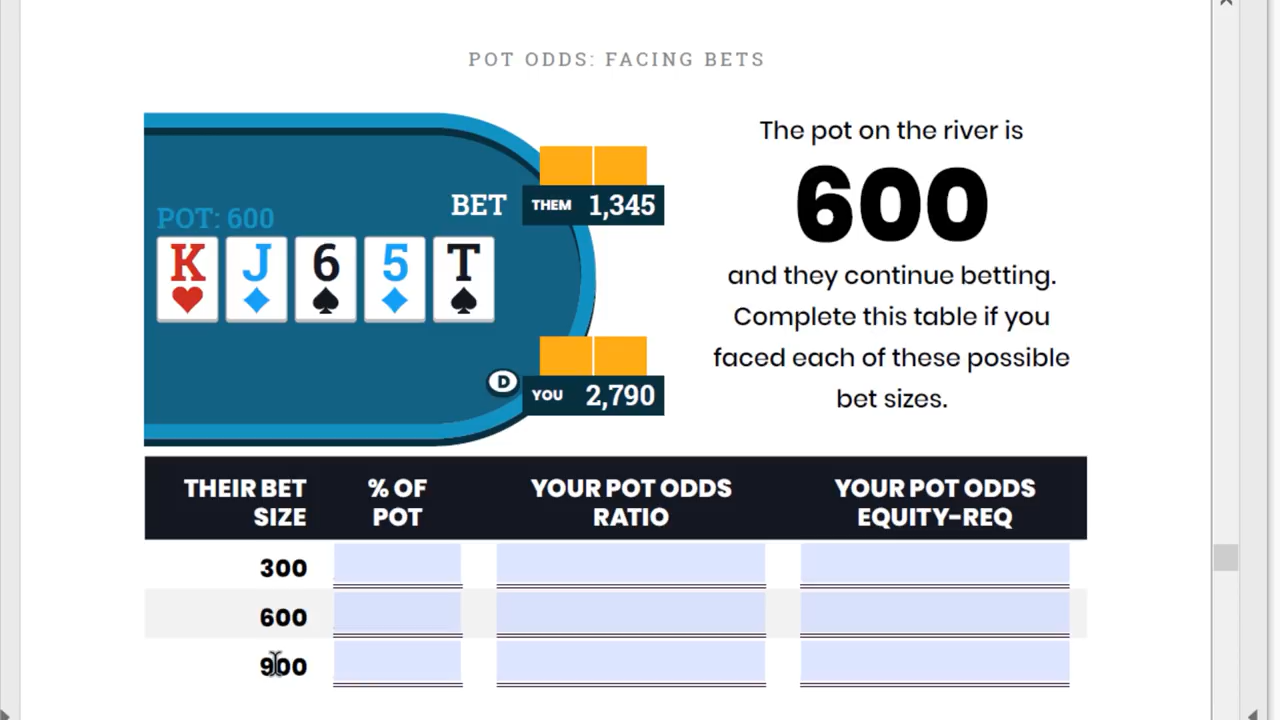 POT ODDS: FACING BETS
The pot on the river is
600
and they continue betting.
Complete this table if you
faced each of these possible
bet sizes.
BET THEM 1,345
POT: 600
K J 6 5 T
D YOU 2,790
THEIR BET SIZE
% OF POT
YOUR POT ODDS RATIO
YOUR POT ODDS EQUITY-REQ
300
600
900